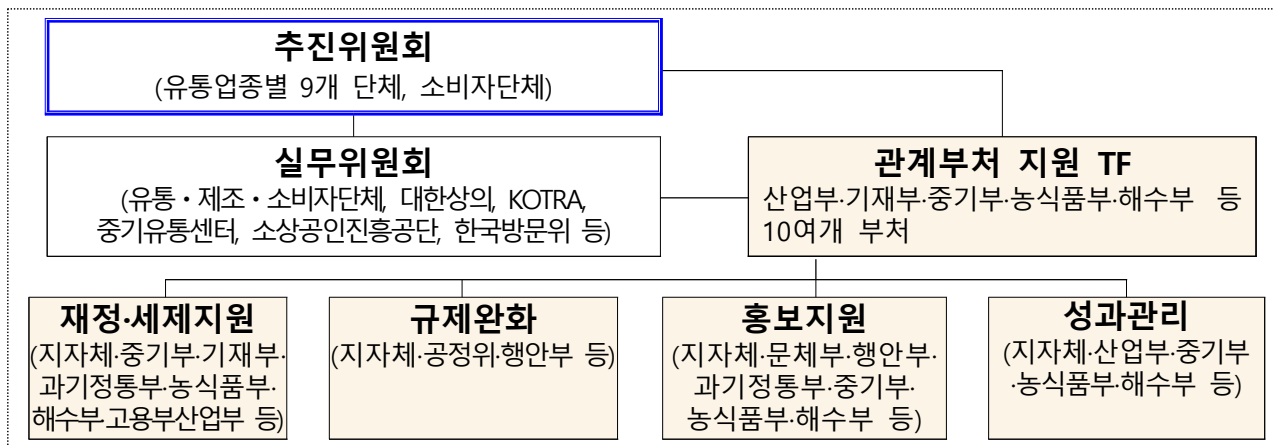 추진위원회
(유통업종별 9개 단체, 소비자단체)
실무위원회
(유통·제조·소비자단체, 대한상의, KOTRA,
중기유통센터, 소상공인진흥공단, 한국방문위 등)
관계부처 지원 TF
산업부·기재부·중기부·농식품부·해수부 등
10여개 부처
재정·세제지원
(지자체·중기부·기재부·
과기정통부·농식품부·
해수부·고용부산업부 등)
규제완화
(지자체·공정위·행안부 등)
홍보지원
(지자체·문체부·행안부·
과기정통부·중기부·
농식품부·해수부 등)
성과관리
(지자체·산업부·중기부
·농식품부·해수부 등)